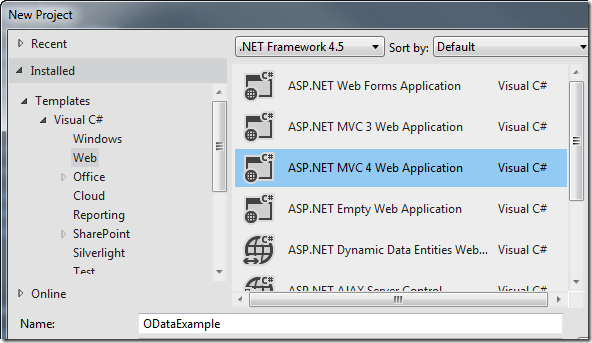 New Project
Recent
.NET Framework 4.5 Sort by: Default
Installed
Templates
Visual C#
Windows
Web
Office
Cloud
Reporting
SharePoint
Silverlight
Test
Online
C# ASP.NET Web Forms Application Visual C#
C# ASP.NET MVC 3 Web Application Visual C#
C# ASP.NET MVC 4 Web Application Visual C#
C# ASP.NET Empty Web Application Visual C#
C# ASP.NET Dynamic Data Entities Web... Visual C#
C# ASP.NET AJAX Server Control Visual C#
Name: ODataExample